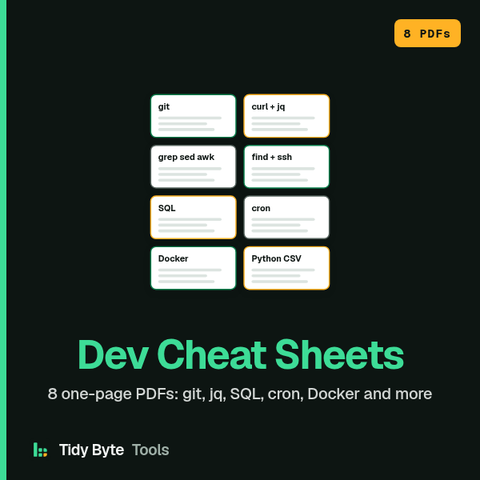 8 PDFs
git
curl + jq
grep sed awk
find + ssh
SQL
cron
Docker
Python CSV
Dev Cheat Sheets
8 one-page PDFs: git, jq, SQL, cron, Docker and more
Tidy Byte Tools